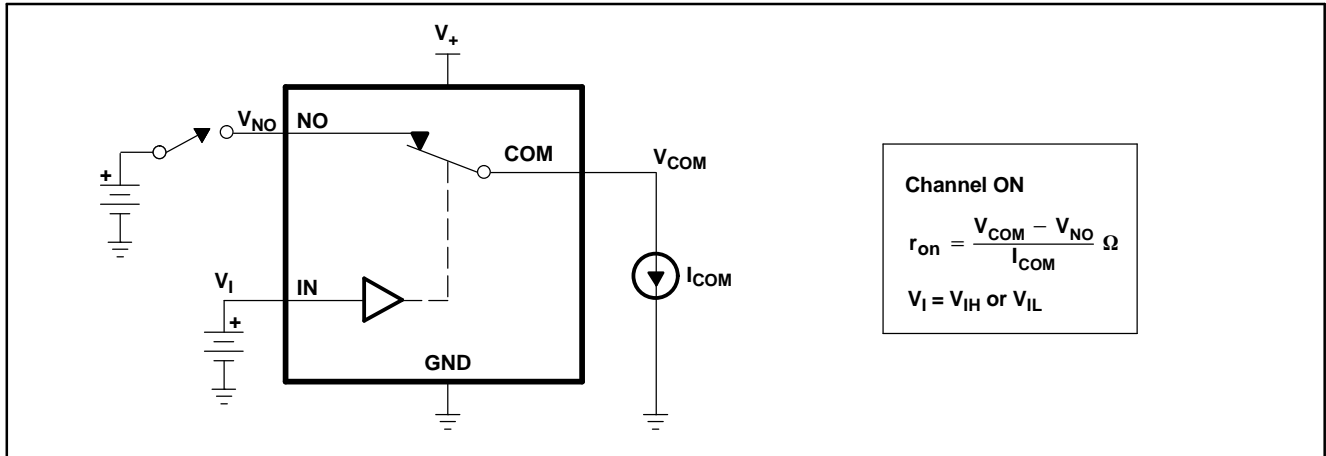 V+
VNO NO
COM
VCOM
+
Channel ON
ron = VCOM − VNO / ICOM Ω
VI = VIH or VIL
ICOM
VI IN
+
GND